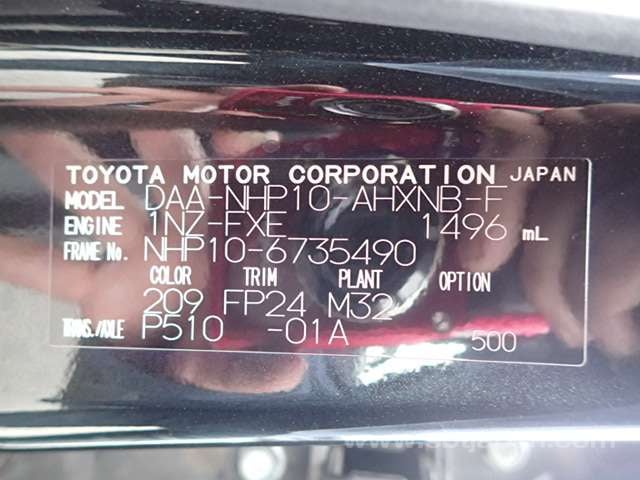 TOYOTA MOTOR CORPORATION JAPAN
MODEL DAA-NHP10-AHXNB-F
ENGINE 1NZ-FXE 1496 mL
FRAME No. NHP10-6735490
COLOR TRIM PLANT OPTION
209 FP24 M32
TRANS./AXLE P510 -01A 500